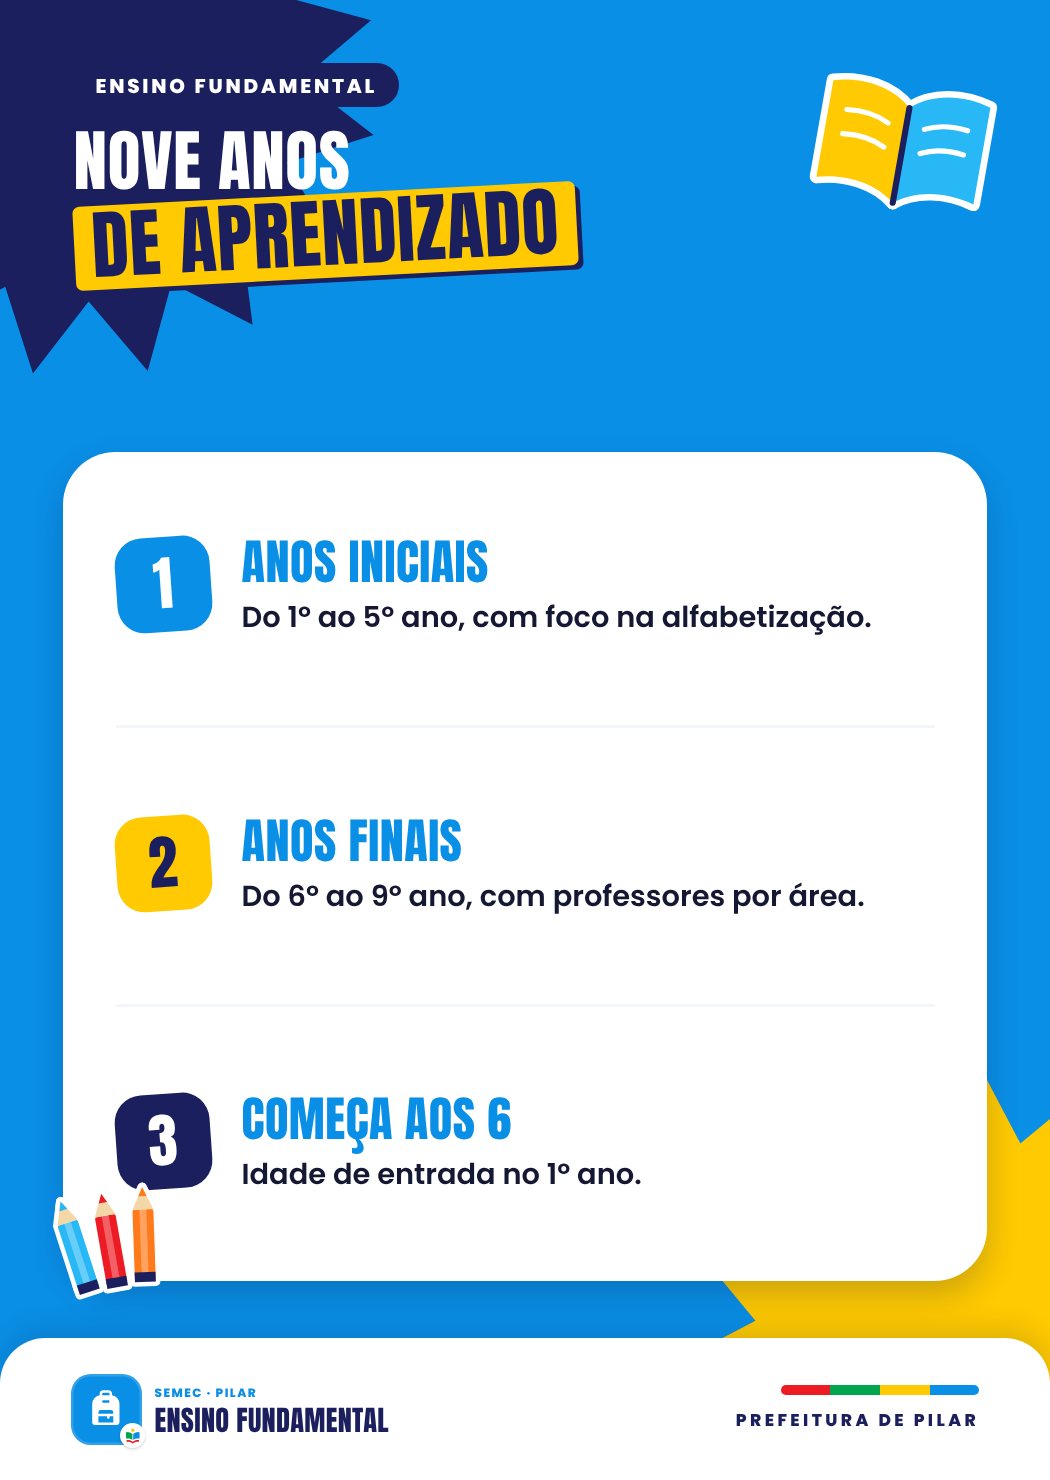 ENSINO FUNDAMENTAL
NOVE ANOS
DE APRENDIZADO
1
ANOS INICIAIS
Do 1º ao 5º ano, com foco na alfabetização.
2
ANOS FINAIS
Do 6º ao 9º ano, com professores por área.
3
COMEÇA AOS 6
Idade de entrada no 1º ano.
SEMEC · PILAR
ENSINO FUNDAMENTAL
PREFEITURA DE PILAR